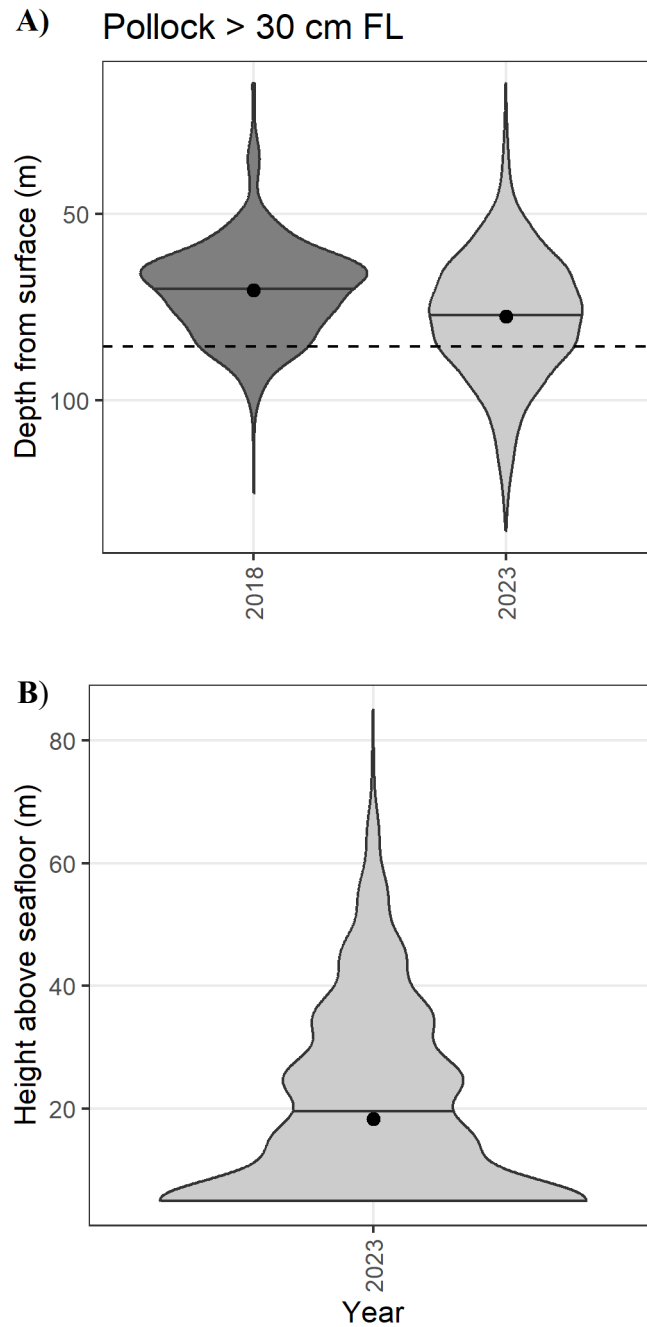 A)
Pollock > 30 cm FL
Depth from surface (m)
50
100
2018
2023
B)
Height above seafloor (m)
80
60
40
20
2023
Year